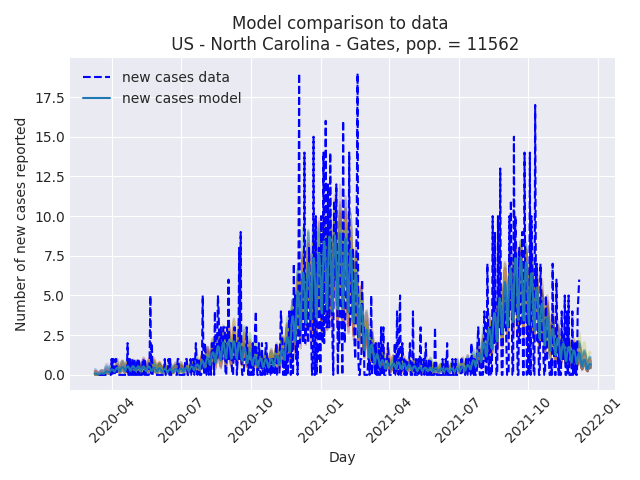 Model comparison to data
US - North Carolina - Gates, pop. = 11562
new cases data
new cases model
17.5
15.0
12.5
10.0
7.5
5.0
2.5
0.0
Number of new cases reported
2020-04
2020-07
2020-10
2021-01
2021-04
2021-07
2021-10
2022-01
Day